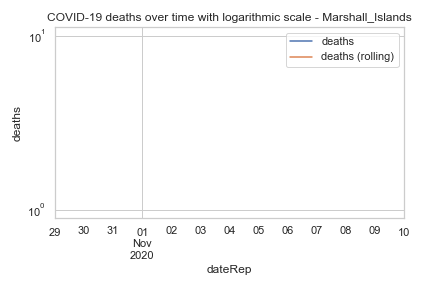 COVID-19 deaths over time with logarithmic scale - Marshall_Islands
10¹
deaths
deaths (rolling)
deaths
10⁰
29 30 31 01 02 03 04 05 06 07 08 09 10
Nov
2020
dateRep